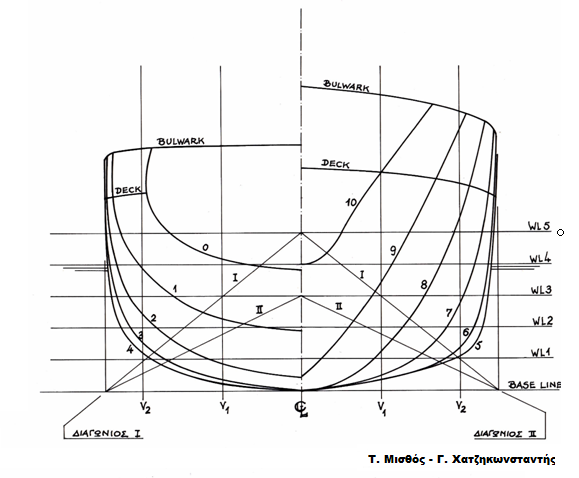 BULWARK
BULWARK
DECK
DECK
10
WL5
0
9
WL4
I
I
1
8
WL3
II
II
7
2
WL2
3
6
4
5
WL1
BASE LINE
V2
V1
CL
V1
V2
ΔΙΑΓΩΝΙΟΣ I
ΔΙΑΓΩΝΙΟΣ II
Τ. Μισθός - Γ. Χατζηκωνσταντής